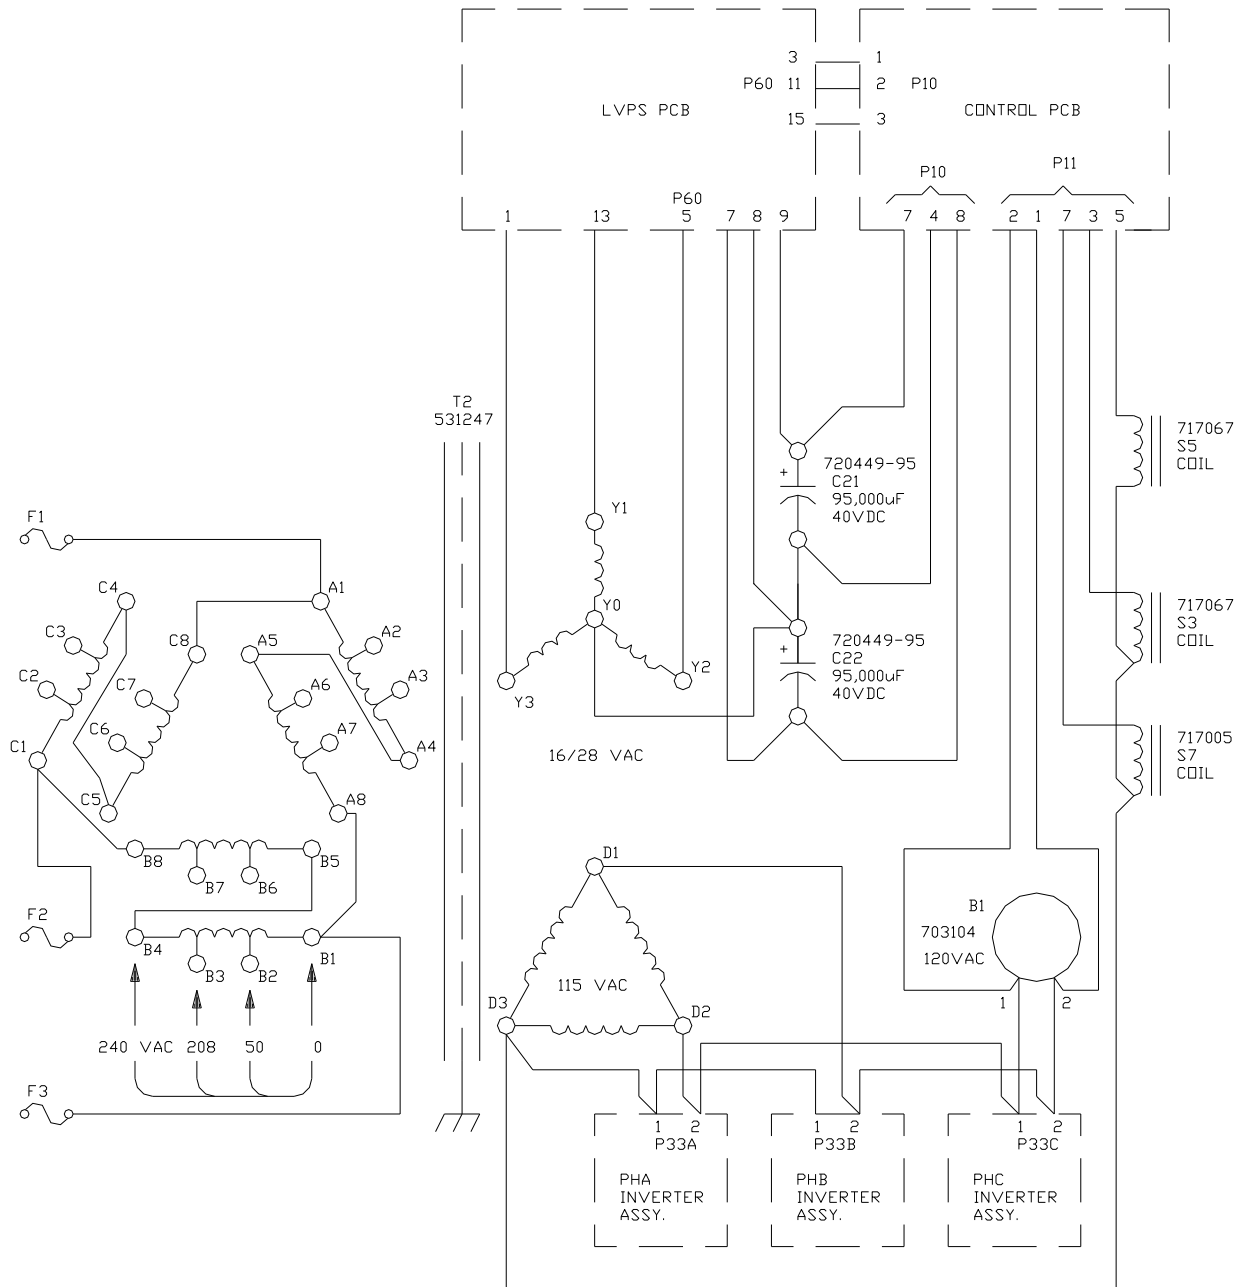 3 1
P60 11 2 P10
LVPS PCB CONTROL PCB
15 3
P10 P11
P60
1 13 5 7 8 9 7 4 8 2 1 7 3 5
T2
531247
717067
S5
COIL
720449-95
+ C21
95,000uF
40VDC
F1
Y1
C4 A1
Y0
717067
S3
COIL
C3 C8 A5 A2
720449-95
+ C22
95,000uF
40VDC
C2 C7 A6 A3
Y3 Y2
C6 A7
C1 A4
16/28 VAC
717005
S7
COIL
C5 A8
B8 B5
B7 B6
D1
F2
B4 B1
B3 B2
B1
703104
120VAC
115 VAC
D3 D2
1 2
240 VAC 208 50 0
F3
1 2 1 2 1 2
P33A P33B P33C
PHA
INVERTER
ASSY.
PHB
INVERTER
ASSY.
PHC
INVERTER
ASSY.